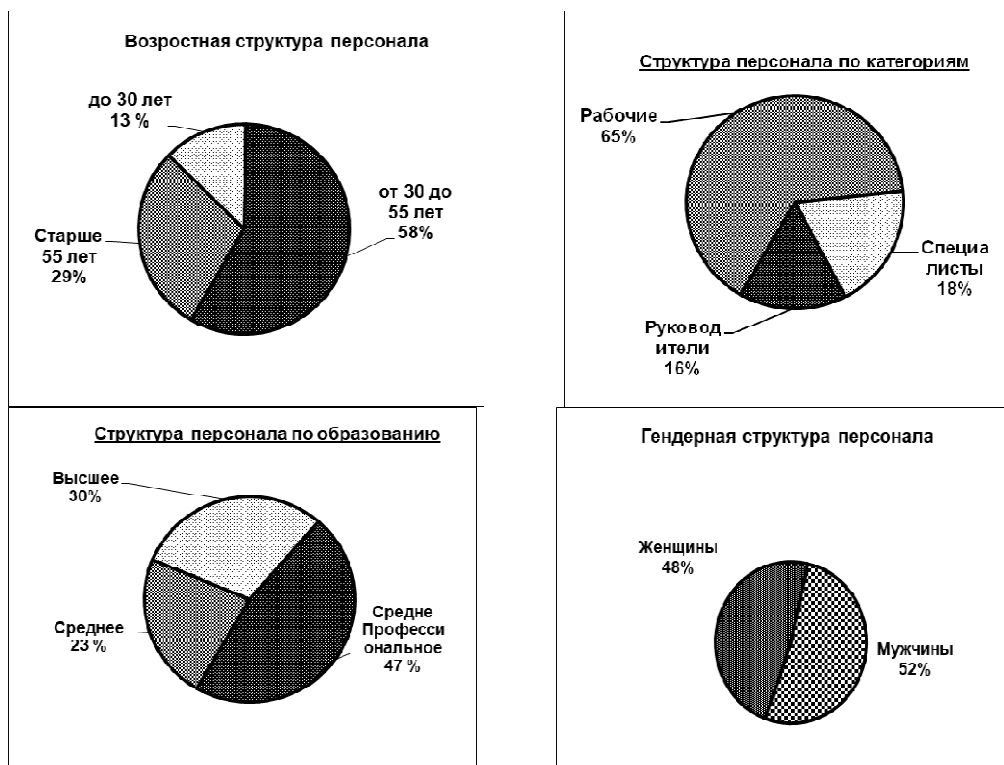 Возростная структура персонала
до 30 лет
13 %
от 30 до
55 лет
58%
Старше
55 лет
29%
Структура персонала по категориям
Рабочие
65%
Специа
листы
18%
Руковод
ители
16%
Структура персонала по образованию
Высшее
30%
Среднее
23 %
Средне
Професси
ональное
47 %
Гендерная структура персонала
Женщины
48%
Мужчины
52%